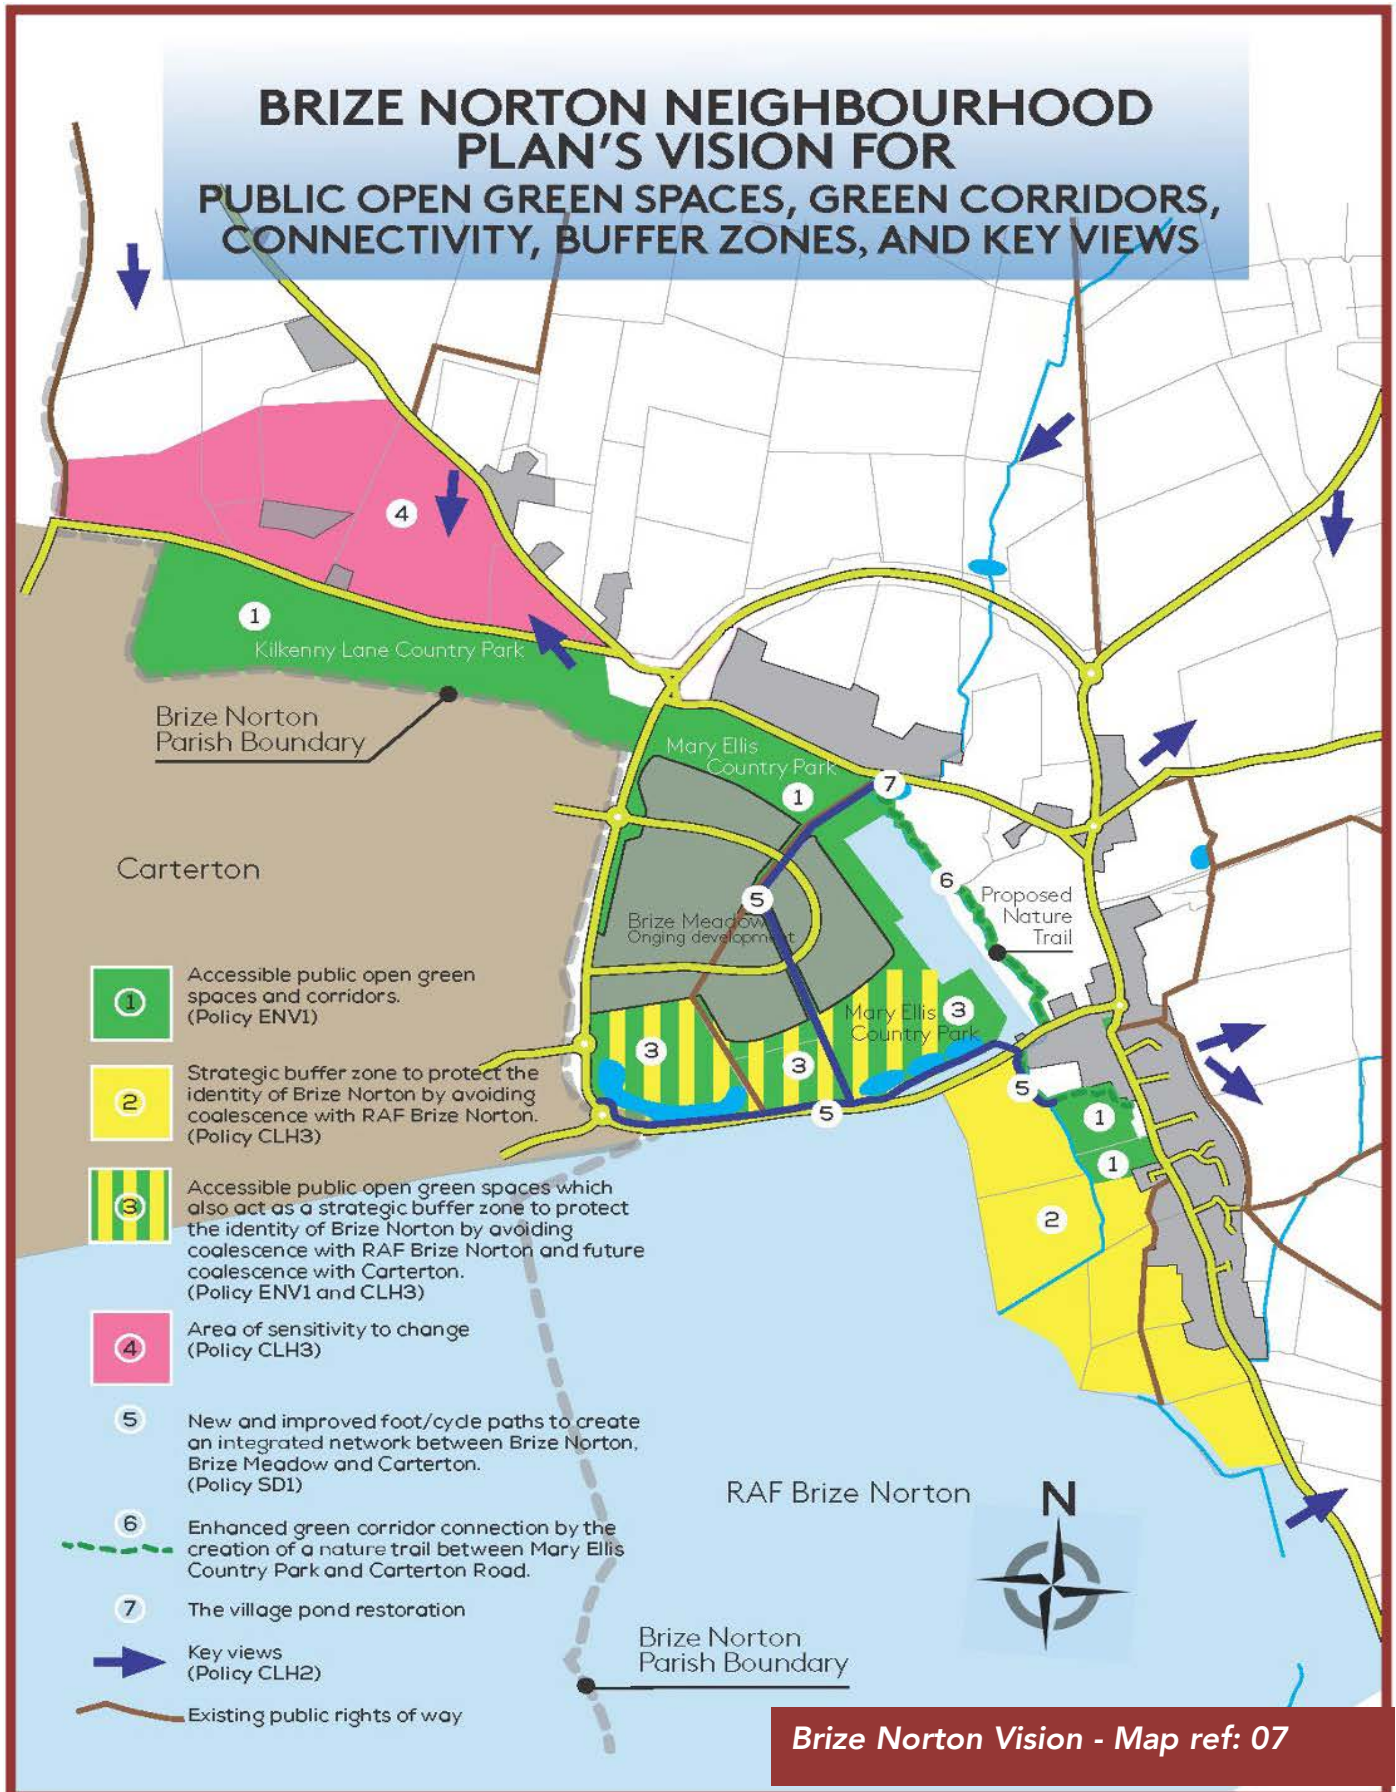 BRIZE NORTON NEIGHBOURHOOD
PLAN'S VISION FOR
PUBLIC OPEN GREEN SPACES, GREEN CORRIDORS,
CONNECTIVITY, BUFFER ZONES, AND KEY VIEWS
4
1
Kilkenny Lane Country Park
Brize Norton
Parish Boundary
Mary Ellis
Country Park
1
7
Carterton
6
Proposed
Nature
Trail
5
Brize Meadow
Onging development
Mary Ellis
Country Park
3
3
3
5
5
1
1
2
1
Accessible public open green
spaces and corridors.
(Policy ENV1)
2
Strategic buffer zone to protect the
identity of Brize Norton by avoiding
coalescence with RAF Brize Norton.
(Policy CLH3)
3
Accessible public open green spaces which
also act as a strategic buffer zone to protect
the identity of Brize Norton by avoiding
coalescence with RAF Brize Norton and future
coalescence with Carterton.
(Policy ENV1 and CLH3)
4
Area of sensitivity to change
(Policy CLH3)
5
New and improved foot/cycle paths to create
an integrated network between Brize Norton,
Brize Meadow and Carterton.
(Policy SD1)
6
Enhanced green corridor connection by the
creation of a nature trail between Mary Ellis
Country Park and Carterton Road.
7
The village pond restoration
Key views
(Policy CLH2)
Existing public rights of way
RAF Brize Norton
N
Brize Norton
Parish Boundary
Brize Norton Vision - Map ref: 07